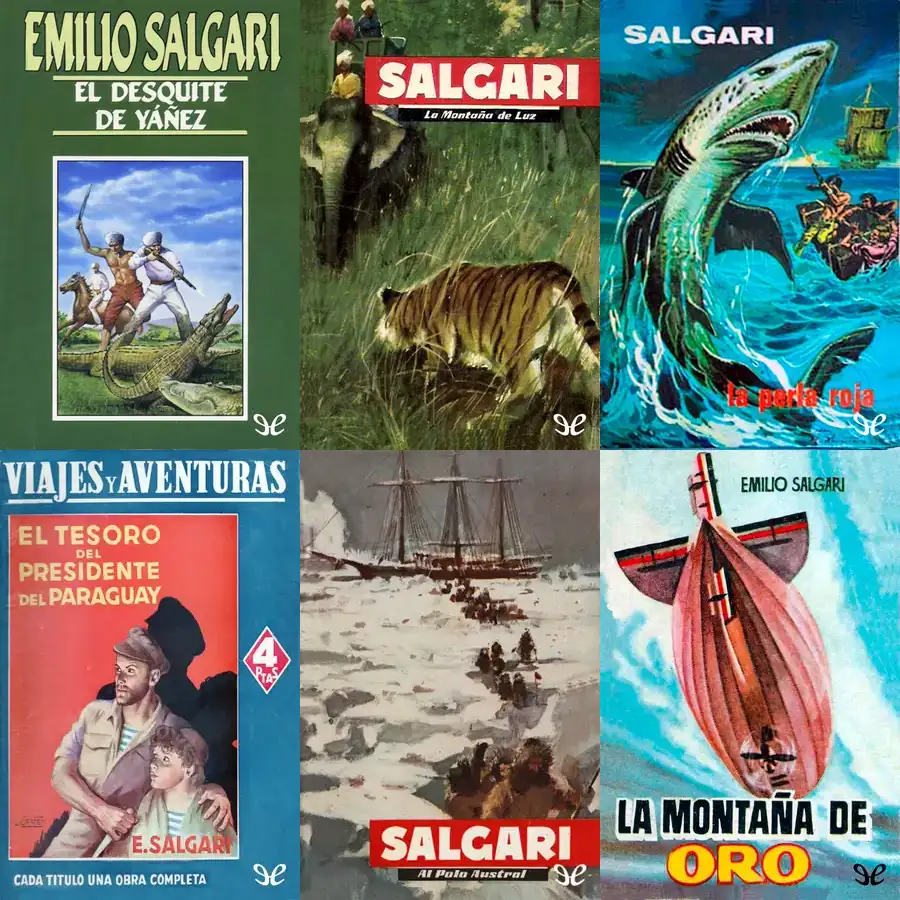 EMILIO SALGARI
EL DESQUITE
DE YÁÑEZ
SALGARI
La Montaña de Luz
SALGARI
la perla roja
VIAJES Y AVENTURAS
EL TESORO
DEL
PRESIDENTE
DEL PARAGUAY
4
PTAS
E. SALGARI
CADA TITULO UNA OBRA COMPLETA
SALGARI
Al Polo Austral
EMILIO SALGARI
LA MONTAÑA DE
ORO